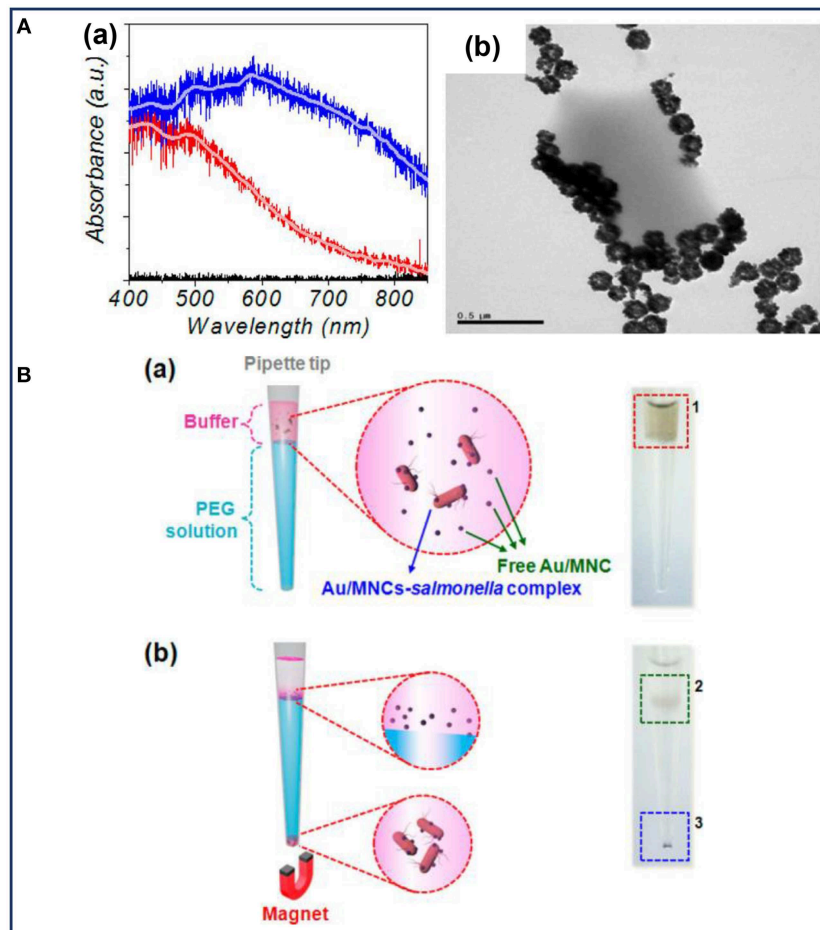 A
(a)
(b)
Absorbance (a.u.)
400 500 600 700 800
Wavelength (nm)
0.5 µm
B
(a)
Pipette tip
Buffer
1
PEG
solution
Free Au/MNC
Au/MNCs-salmonella complex
(b)
2
3
Magnet